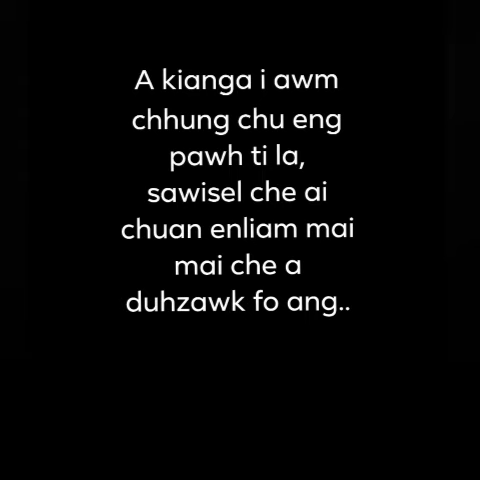 A kianga i awm
chhung chu eng
pawh ti la,
sawisel che ai
chuan enliam mai
mai che a
duhzawk fo ang..